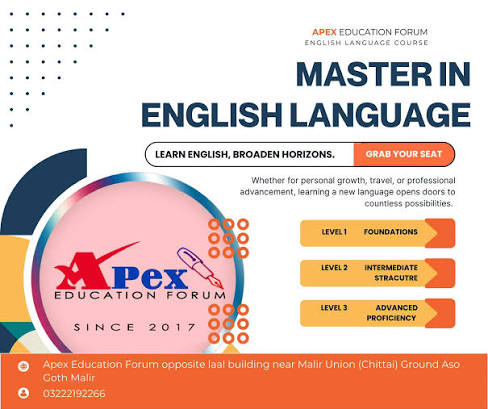 APEX EDUCATION FORUM
ENGLISH LANGUAGE COURSE
MASTER IN
ENGLISH LANGUAGE
LEARN ENGLISH, BROADEN HORIZONS.
GRAB YOUR SEAT
Whether for personal growth, travel, or professional
advancement, learning a new language opens doors to
countless possibilities.
LEVEL 1 FOUNDATIONS
LEVEL 2 INTERMEDIATE
STRACUTRE
LEVEL 3 ADVANCED
PROFICIENCY
APex
EDUCATION FORUM
SINCE 2017
Apex Education Forum opposite laal building near Malir Union (Chittai) Ground Aso
Goth Malir
03222192266